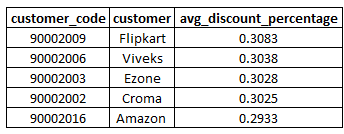 customer_code customer avg_discount_percentage
90002009 Flipkart 0.3083
90002006 Viveks 0.3038
90002003 Ezone 0.3028
90002002 Croma 0.3025
90002016 Amazon 0.2933